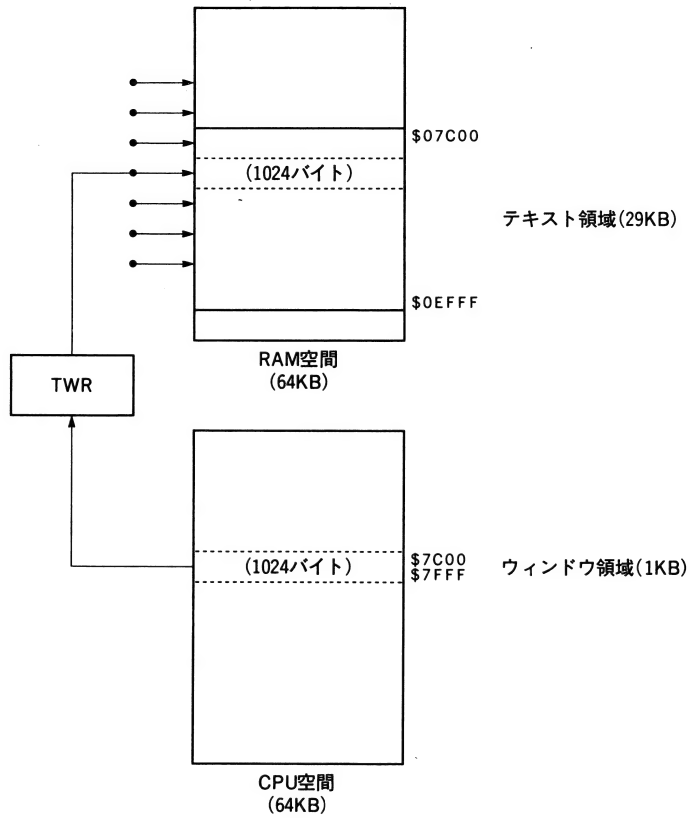 $07C00
(1024バイト)
テキスト領域(29KB)
$0EFFF
RAM空間
(64KB)
TWR
(1024バイト)
$7C00
$7FFF
ウィンドウ領域(1KB)
CPU空間
(64KB)